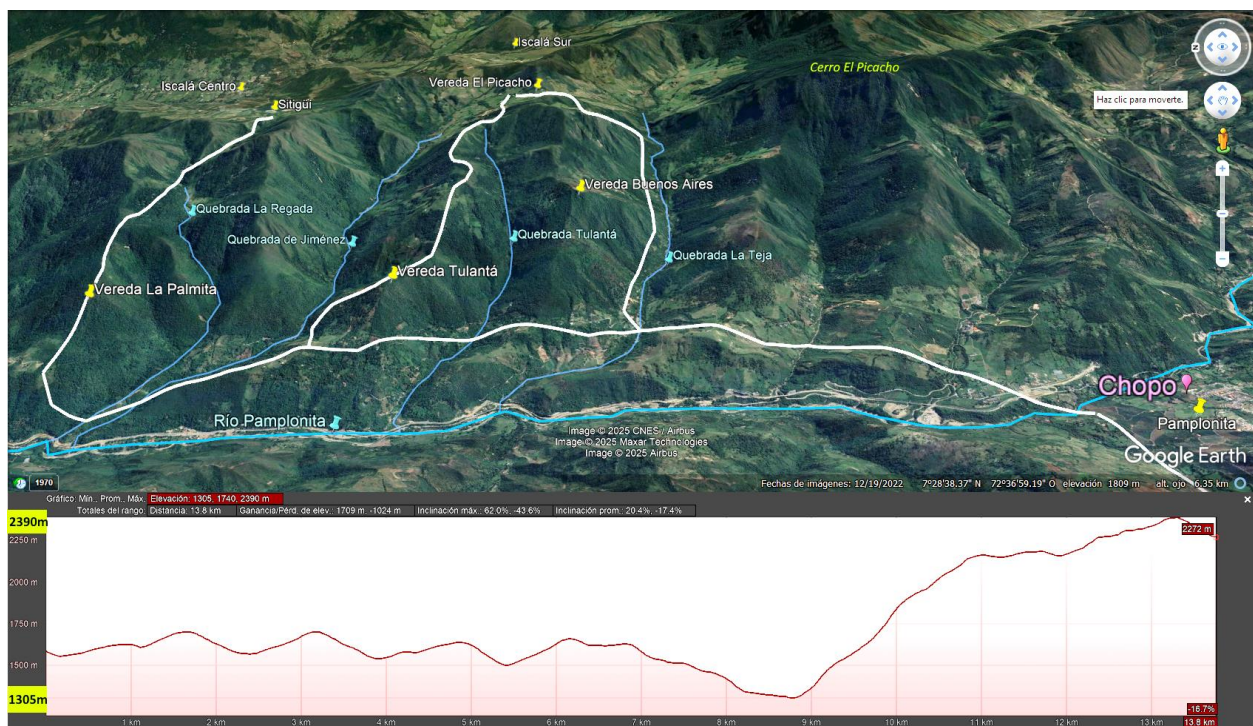 Iscalá Sur
Cerro El Picacho
Iscalá Centro
Vereda El Picacho
Haz clic para moverte.
Sitigüí
Vereda Buenos Aires
Quebrada La Regada
Quebrada de Jiménez
Quebrada Tulantá
Quebrada La Teja
Vereda Tulantá
Vereda La Palmita
Chopo
Río Pamplonita
Pamplonita
Image © 2025 CNES / Airbus
Image © 2025 Maxar Technologies
Image © 2025 Airbus
Google Earth
1970
Fechas de imágenes: 12/19/2022 7°28'38.37" N 72°36'59.19" O elevación 1809 m alt. ojo 6.35 km
Gráfico: Mín., Prom., Máx. Elevación: 1305, 1740, 2390 m
Totales del rango: Distancia: 13.8 km Ganancia/Pérd. de elev.: 1709 m -1024 m Inclinación máx.: 62.0%, -43.6% Inclinación prom.: 20.4%, -17.4%
2390m
2272 m
2250 m
2000 m
1750 m
1500 m
1305m
-16.7%
1 km 2 km 3 km 4 km 5 km 6 km 7 km 8 km 9 km 10 km 11 km 12 km 13 km 13.8 km